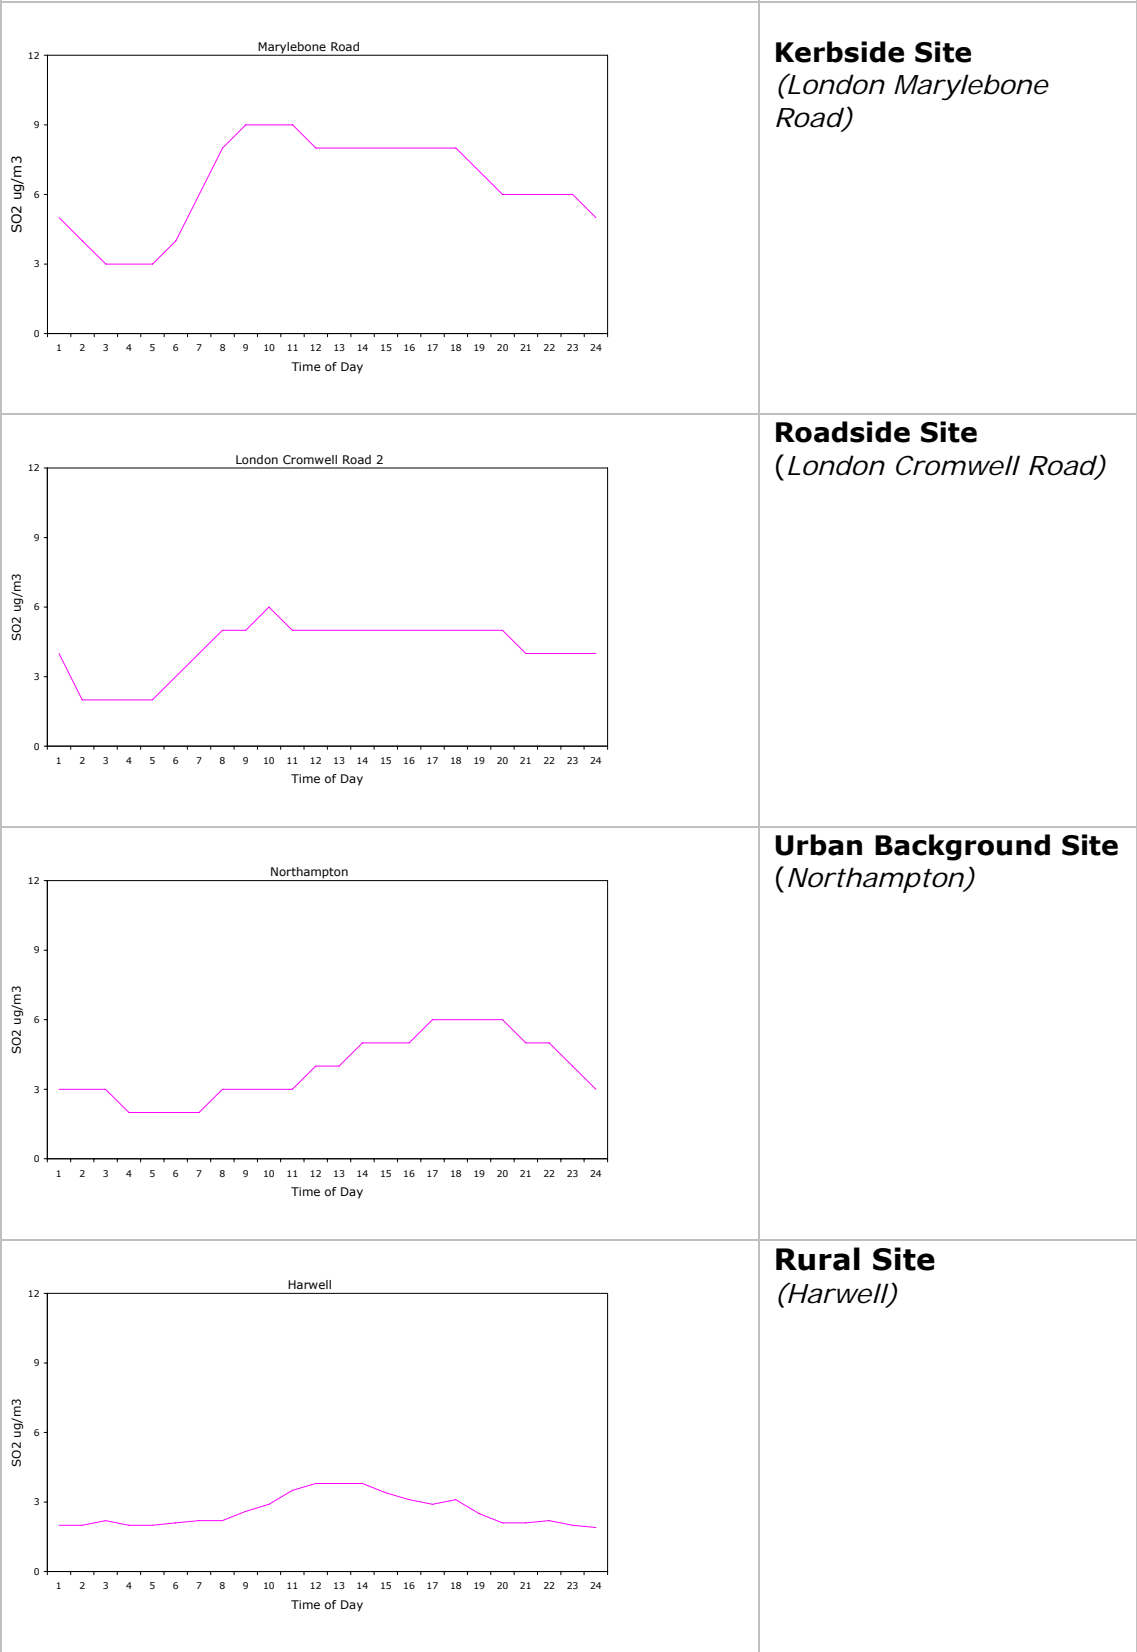 Marylebone Road
12
9
6
3
0
SO2 ug/m3
1 2 3 4 5 6 7 8 9 10 11 12 13 14 15 16 17 18 19 20 21 22 23 24
Time of Day
Kerbside Site
(London Marylebone
Road)
London Cromwell Road 2
12
9
6
3
0
SO2 ug/m3
1 2 3 4 5 6 7 8 9 10 11 12 13 14 15 16 17 18 19 20 21 22 23 24
Time of Day
Roadside Site
(London Cromwell Road)
Northampton
12
9
6
3
0
SO2 ug/m3
1 2 3 4 5 6 7 8 9 10 11 12 13 14 15 16 17 18 19 20 21 22 23 24
Time of Day
Urban Background Site
(Northampton)
Harwell
12
9
6
3
0
SO2 ug/m3
1 2 3 4 5 6 7 8 9 10 11 12 13 14 15 16 17 18 19 20 21 22 23 24
Time of Day
Rural Site
(Harwell)